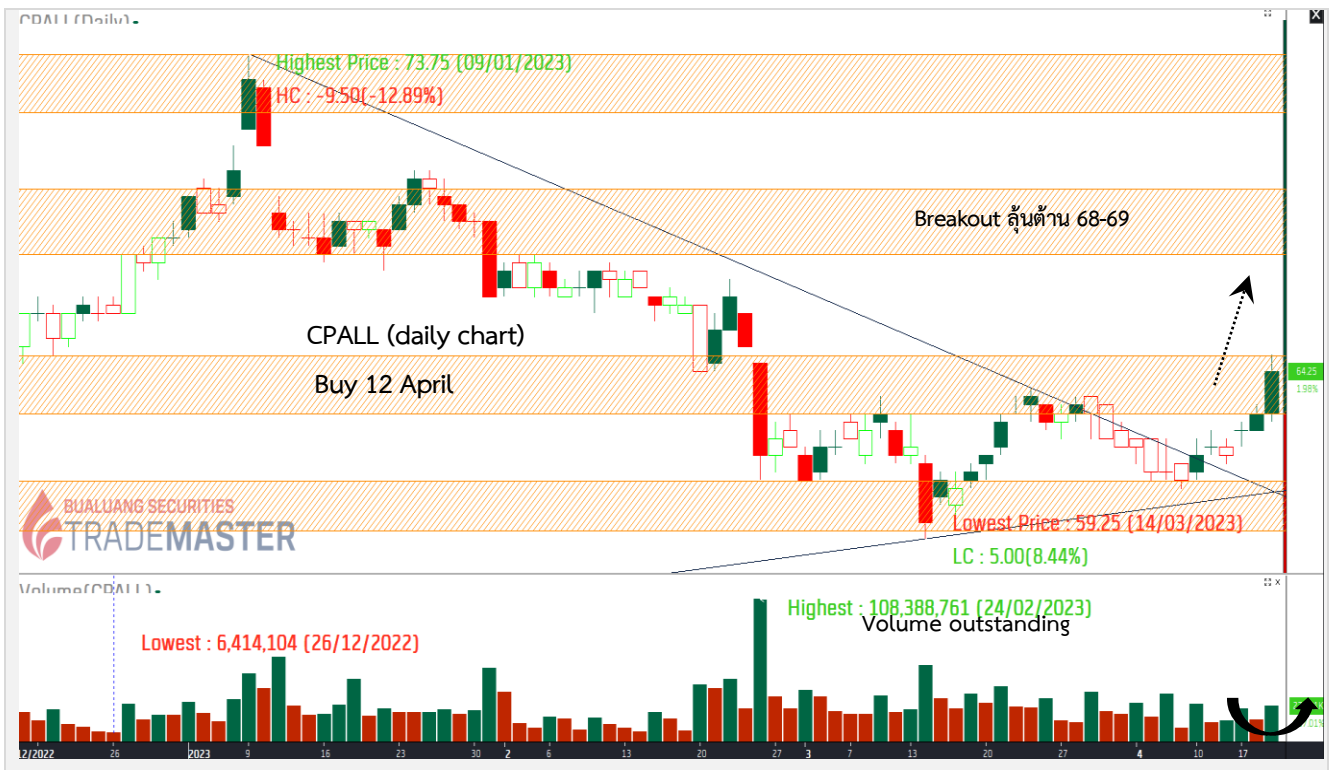 CPALL(Daily)
X
Highest Price : 73.75 (09/01/2023)
HC : -9.50(-12.89%)
Breakout ลุ้นต้าน 68-69
CPALL (daily chart)
Buy 12 April
64.25
1.98%
BUALUANG SECURITIES
TRADEMASTER
Lowest Price : 59.25 (14/03/2023)
LC : 5.00(8.44%)
Volume(CPALL)
x
Highest : 108,388,761 (24/02/2023)
Volume outstanding
Lowest : 6,414,104 (26/12/2022)
12/2022 26 2023 9 16 23 30 2 6 13 20 27 3 7 13 20 27 4 10 17